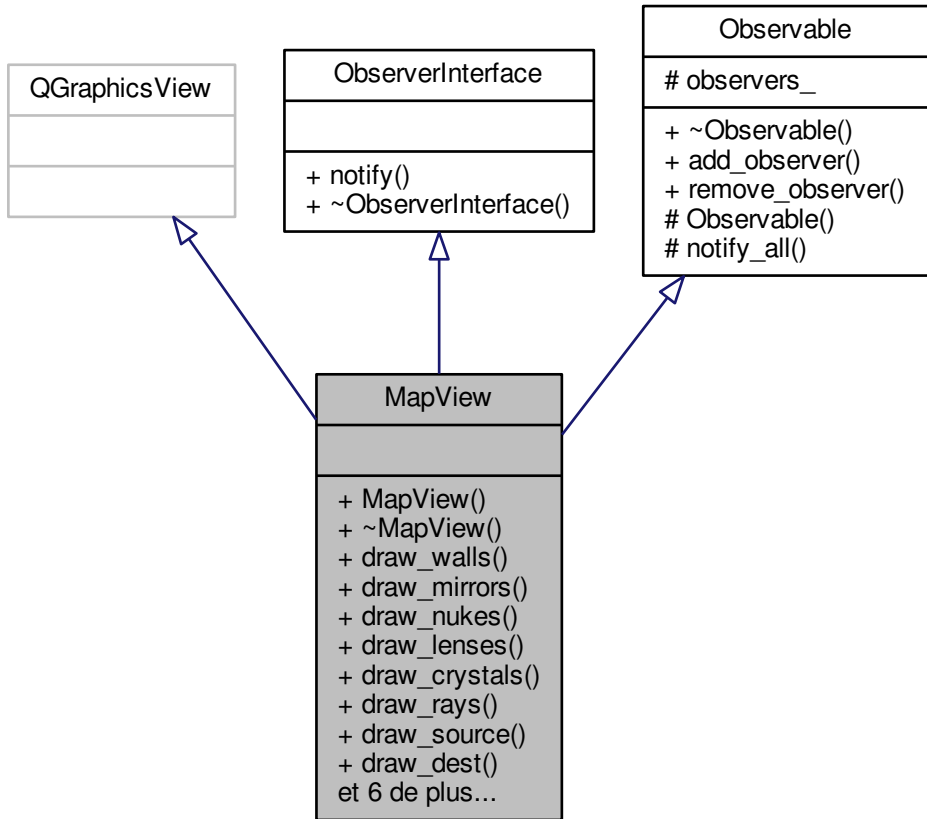 QGraphicsView
ObserverInterface
+ notify()
+ ~ObserverInterface()
Observable
# observers_
+ ~Observable()
+ add_observer()
+ remove_observer()
# Observable()
# notify_all()
MapView
+ MapView()
+ ~MapView()
+ draw_walls()
+ draw_mirrors()
+ draw_nukes()
+ draw_lenses()
+ draw_crystals()
+ draw_rays()
+ draw_source()
+ draw_dest()
et 6 de plus...